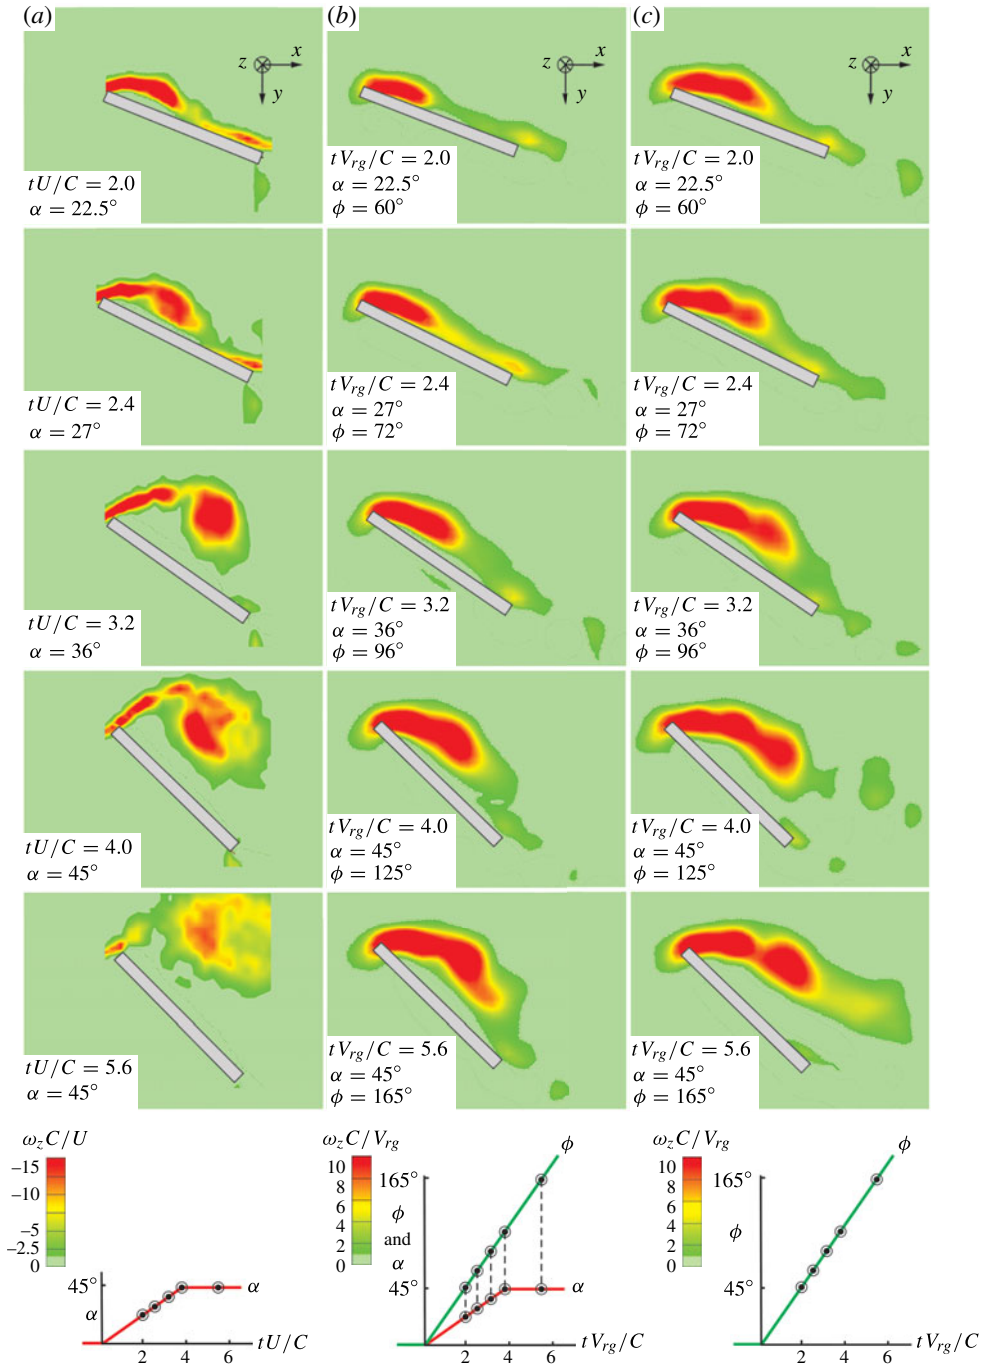 (a) (b) (c)
z x y
z x y
z x y
tU/C = 2.0
α = 22.5°
tV_rg/C = 2.0
α = 22.5°
ϕ = 60°
tV_rg/C = 2.0
α = 22.5°
ϕ = 60°
tU/C = 2.4
α = 27°
tV_rg/C = 2.4
α = 27°
ϕ = 72°
tV_rg/C = 2.4
α = 27°
ϕ = 72°
tU/C = 3.2
α = 36°
tV_rg/C = 3.2
α = 36°
ϕ = 96°
tV_rg/C = 3.2
α = 36°
ϕ = 96°
tU/C = 4.0
α = 45°
tV_rg/C = 4.0
α = 45°
ϕ = 125°
tV_rg/C = 4.0
α = 45°
ϕ = 125°
tU/C = 5.6
α = 45°
tV_rg/C = 5.6
α = 45°
ϕ = 165°
tV_rg/C = 5.6
α = 45°
ϕ = 165°
ω_zC/U
–15
–10
–5
–2.5
0
45°
α
α
2 4 6 tU/C
ω_zC/V_rg
10
8
6
4
2
0
165°
ϕ
and
α
45°
ϕ
α
2 4 6
tV_rg/C
ω_zC/V_rg
10
8
6
4
2
0
165°
ϕ
45°
ϕ
2 4 6
tV_rg/C